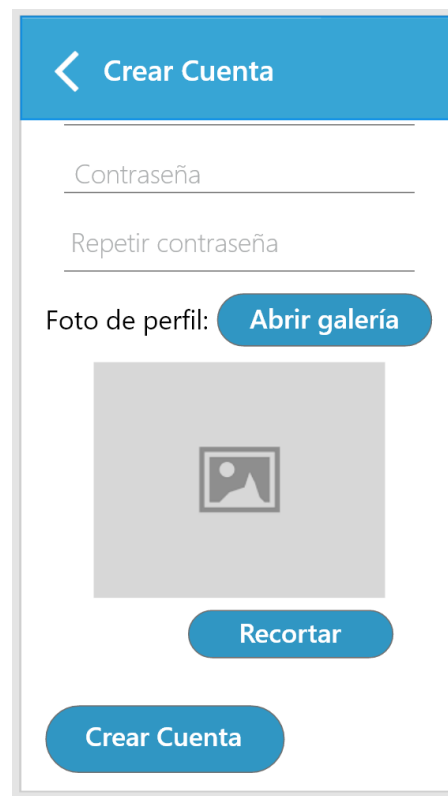 Crear Cuenta
Contraseña
Repetir contraseña
Foto de perfil: Abrir galería
Recortar
Crear Cuenta